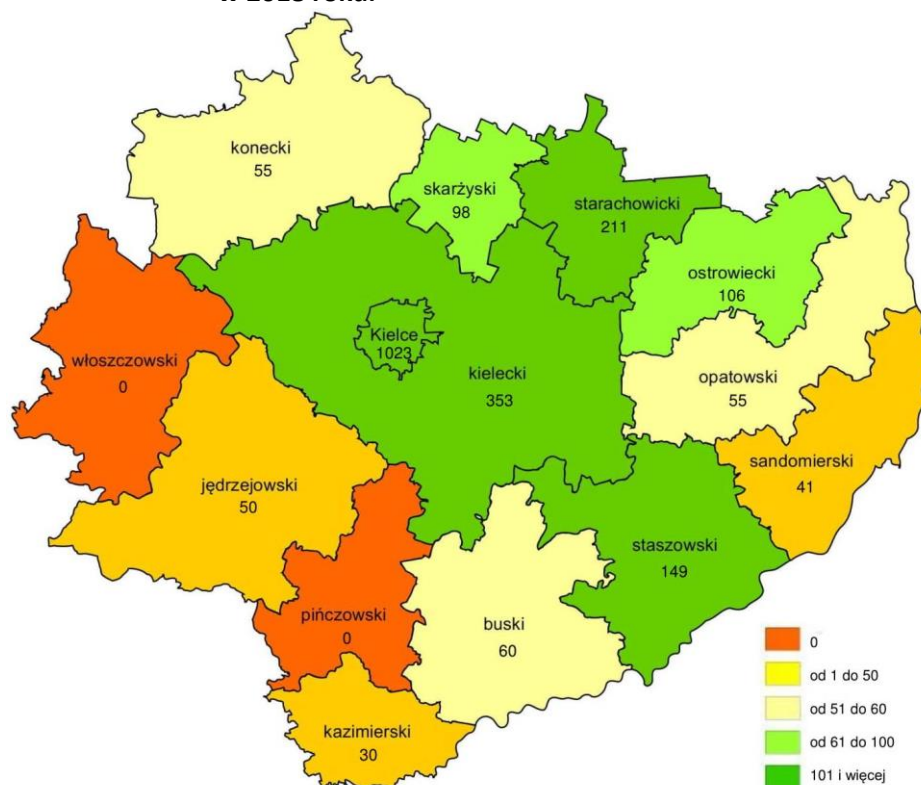 konecki
55
skarżyski
98
starachowicki
211
ostrowiecki
106
Kielce
1023
włoszczowski
0
kielecki
353
opatowski
55
sandomierski
41
jędrzejowski
50
staszowski
149
pińczowski
0
buski
60
kazimierski
30
0
od 1 do 50
od 51 do 60
od 61 do 100
101 i więcej